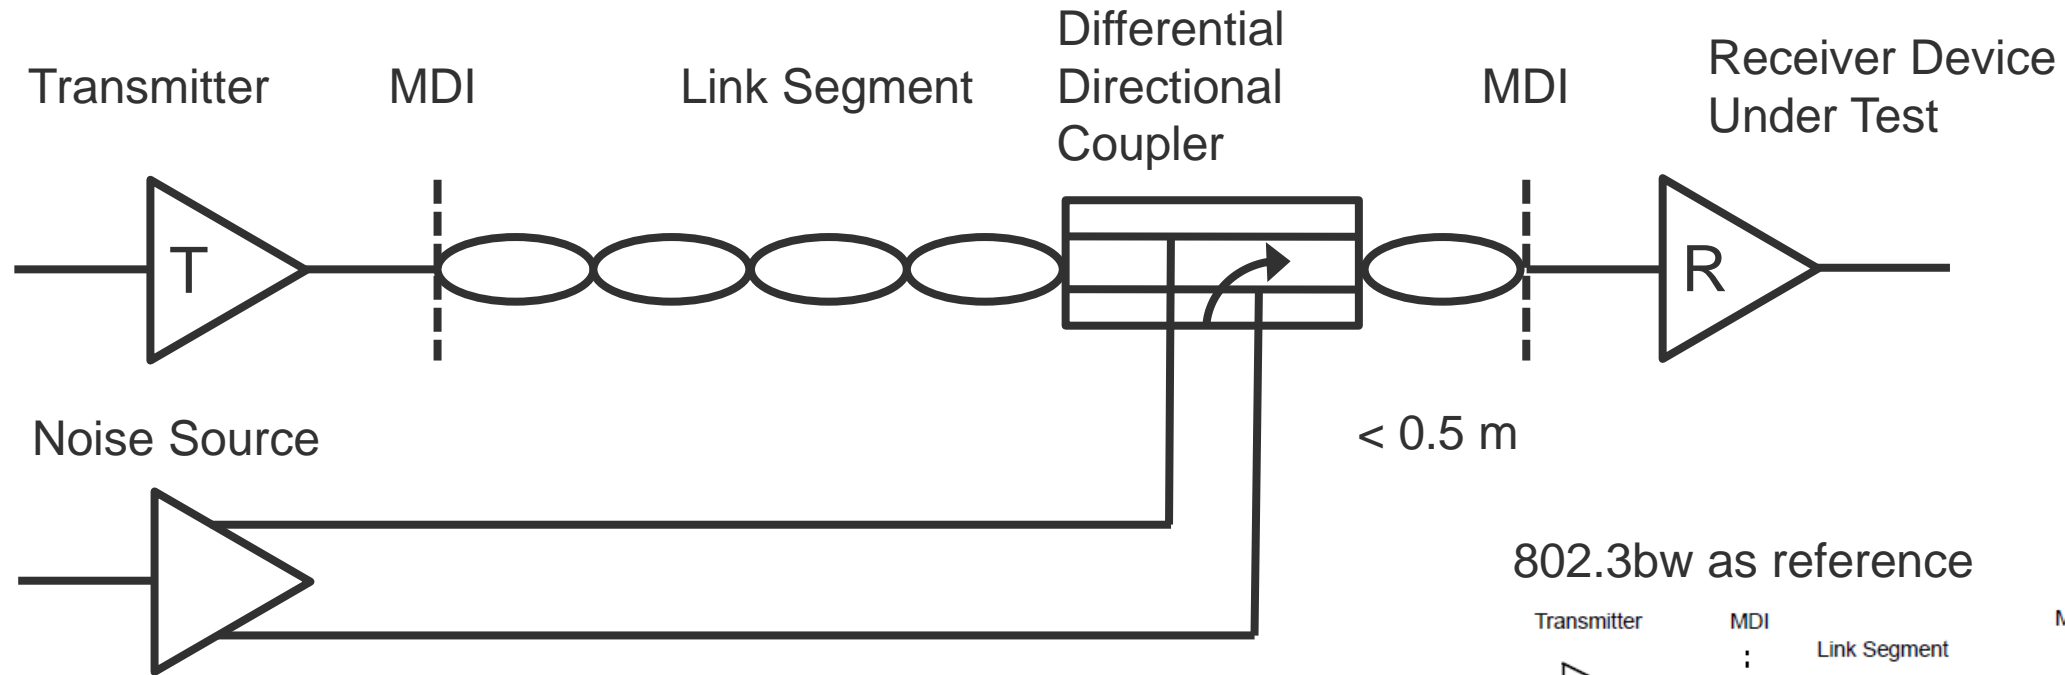 Transmitter
MDI
Link Segment
Differential
Directional
Coupler
MDI
Receiver Device
Under Test
T
R
Noise Source
< 0.5 m
802.3bw as reference
Transmitter
MDI
Link Segment